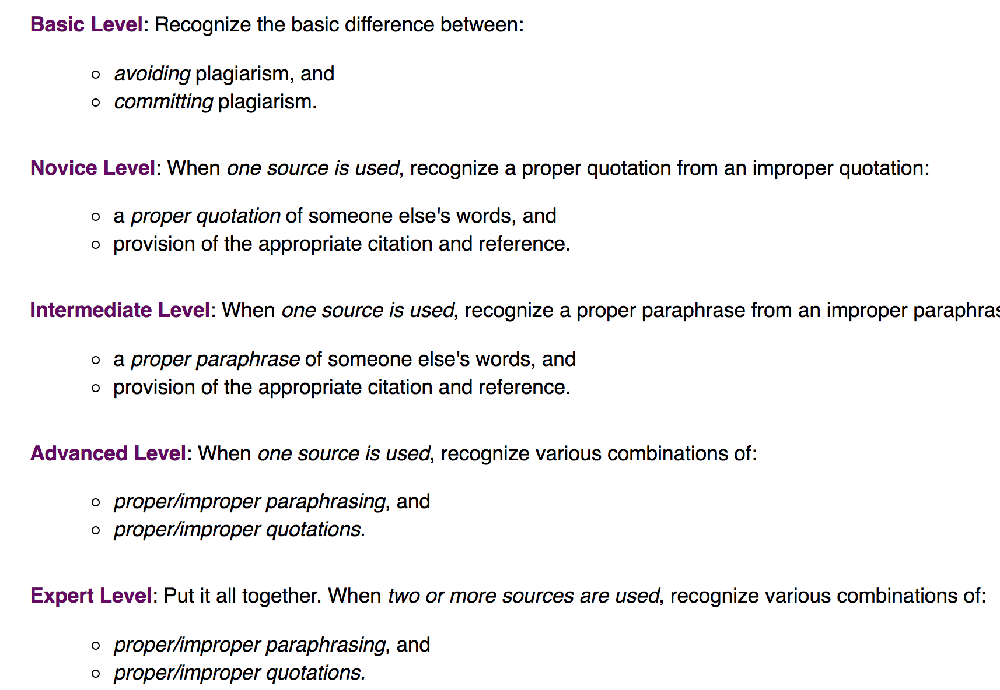 Basic Level: Recognize the basic difference between:
avoiding plagiarism, and
committing plagiarism.
Novice Level: When one source is used, recognize a proper quotation from an improper quotation:
a proper quotation of someone else's words, and
provision of the appropriate citation and reference.
Intermediate Level: When one source is used, recognize a proper paraphrase from an improper
a proper paraphrase of someone else's words, and
provision of the appropriate citation and reference.
Advanced Level: When one source is used, recognize various combinations of:
proper/improper paraphrasing, and
proper/improper quotations.
Expert Level: Put it all together. When two or more sources are used, recognize various combinations of:
proper/improper paraphrasing, and
proper/improper quotations.